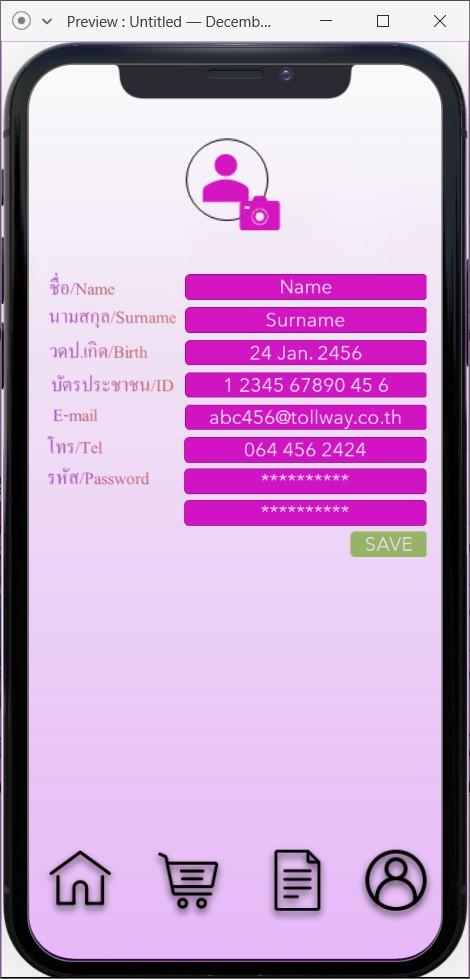 Preview : Untitled — Decemb...
ชื่อ/Name Name
นามสกุล/Surname Surname
วดป.เกิด/Birth 24 Jan. 2456
บัตรประชาชน/ID 1 2345 67890 45 6
E-mail abc456@tollway.co.th
โทร/Tel 064 456 2424
รหัส/Password **********
**********
SAVE